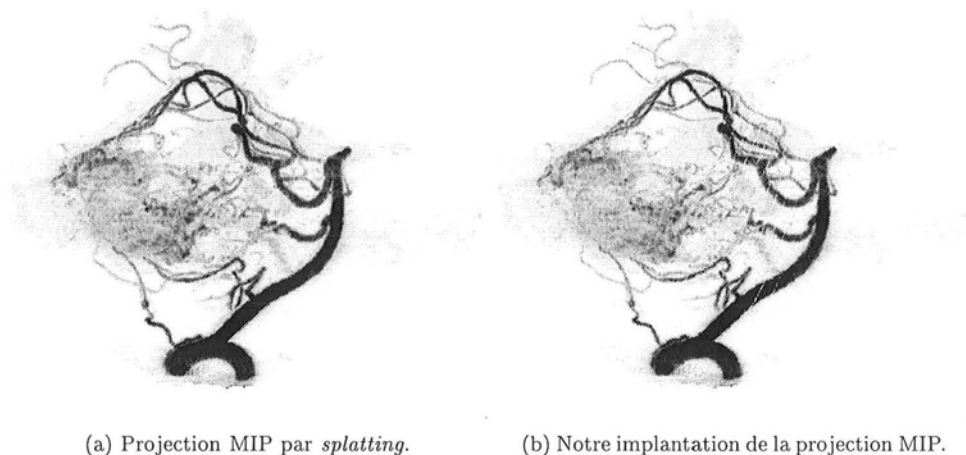 (a) Projection MIP par splatting.
(b) Notre implantation de la projection MIP.